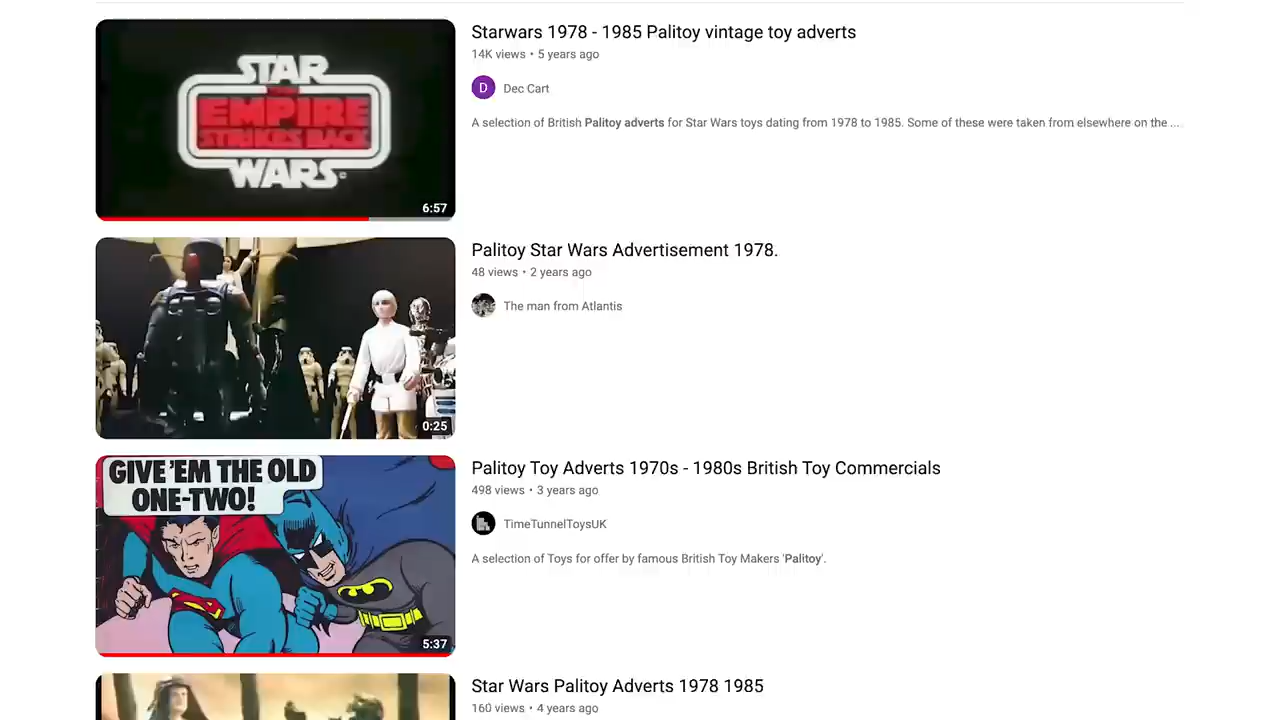 STAR
THE
EMPIRE
STRIKES BACK
WARS©
6:57
Starwars 1978 - 1985 Palitoy vintage toy adverts
14K views • 5 years ago
D Dec Cart
A selection of British Palitoy adverts for Star Wars toys dating from 1978 to 1985. Some of these were taken from elsewhere on the ...
0:25
Palitoy Star Wars Advertisement 1978.
48 views • 2 years ago
The man from Atlantis
GIVE 'EM THE OLD
ONE-TWO!
5:37
Palitoy Toy Adverts 1970s - 1980s British Toy Commercials
498 views • 3 years ago
TimeTunnelToysUK
A selection of Toys for offer by famous British Toy Makers 'Palitoy'.
Star Wars Palitoy Adverts 1978 1985
160 views • 4 years ago